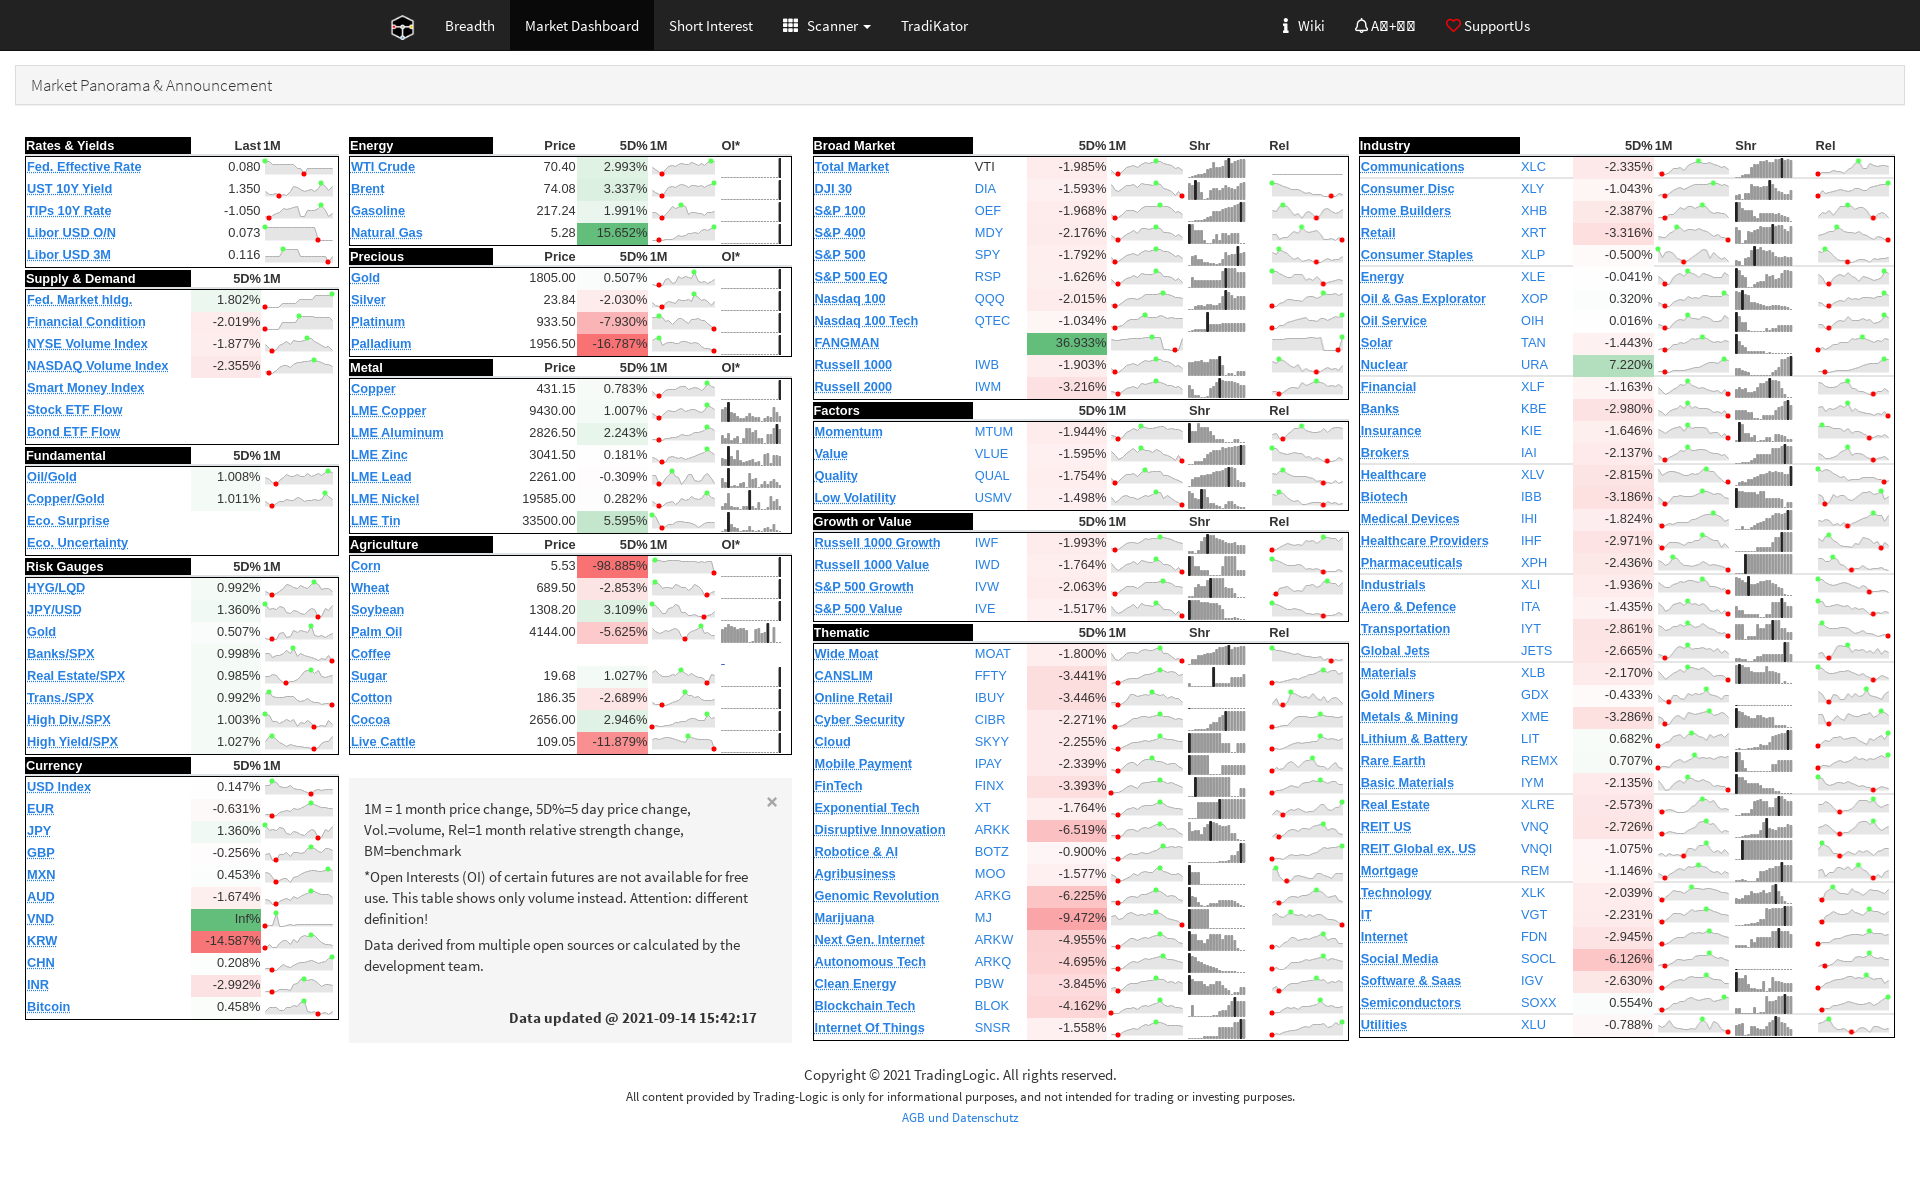 Breadth Market Dashboard Short Interest Scanner TradiKator Wiki SupportUs
Market Panorama & Announcement
Rates & Yields Last 1M
Fed. Effective Rate 0.080
UST 10Y Yield 1.350
TIPs 10Y Rate -1.050
Libor USD O/N 0.073
Libor USD 3M 0.116
Supply & Demand 5D% 1M
Fed. Market hldg. 1.802%
Financial Condition -2.019%
NYSE Volume Index -1.877%
NASDAQ Volume Index -2.355%
Smart Money Index
Stock ETF Flow
Bond ETF Flow
Fundamental 5D% 1M
Oil/Gold 1.008%
Copper/Gold 1.011%
Eco. Surprise
Eco. Uncertainty
Risk Gauges 5D% 1M
HYG/LQD 0.992%
JPY/USD 1.360%
Gold 0.507%
Banks/SPX 0.998%
Real Estate/SPX 0.985%
Trans./SPX 0.992%
High Div./SPX 1.003%
High Yield/SPX 1.027%
Currency 5D% 1M
USD Index 0.147%
EUR -0.631%
JPY 1.360%
GBP -0.256%
MXN 0.453%
AUD -1.674%
VND Inf%
KRW -14.587%
CHN 0.208%
INR -2.992%
Bitcoin 0.458%
Energy Price 5D% 1M OI*
WTI Crude 70.40 2.993%
Brent 74.08 3.337%
Gasoline 217.24 1.991%
Natural Gas 5.28 15.652%
Precious Price 5D% 1M OI*
Gold 1805.00 0.507%
Silver 23.84 -2.030%
Platinum 933.50 -7.930%
Palladium 1956.50 -16.787%
Metal Price 5D% 1M OI*
Copper 431.15 0.783%
LME Copper 9430.00 1.007%
LME Aluminum 2826.50 2.243%
LME Zinc 3041.50 0.181%
LME Lead 2261.00 -0.309%
LME Nickel 19585.00 0.282%
LME Tin 33500.00 5.595%
Agriculture Price 5D% 1M OI*
Corn 5.53 -98.885%
Wheat 689.50 -2.853%
Soybean 1308.20 3.109%
Palm Oil 4144.00 -5.625%
Coffee -
Sugar 19.68 1.027%
Cotton 186.35 -2.689%
Cocoa 2656.00 2.946%
Live Cattle 109.05 -11.879%
×
1M = 1 month price change, 5D%=5 day price change,
Vol.=volume, Rel=1 month relative strength change,
BM=benchmark
*Open Interests (OI) of certain futures are not available for free
use. This table shows only volume instead. Attention: different
definition!
Data derived from multiple open sources or calculated by the
development team.
Data updated @ 2021-09-14 15:42:17
Broad Market 5D% 1M Shr Rel
Total Market VTI -1.985%
DJI 30 DIA -1.593%
S&P 100 OEF -1.968%
S&P 400 MDY -2.176%
S&P 500 SPY -1.792%
S&P 500 EQ RSP -1.626%
Nasdaq 100 QQQ -2.015%
Nasdaq 100 Tech QTEC -1.034%
FANGMAN 36.933%
Russell 1000 IWB -1.903%
Russell 2000 IWM -3.216%
Factors 5D% 1M Shr Rel
Momentum MTUM -1.944%
Value VLUE -1.595%
Quality QUAL -1.754%
Low Volatility USMV -1.498%
Growth or Value 5D% 1M Shr Rel
Russell 1000 Growth IWF -1.993%
Russell 1000 Value IWD -1.764%
S&P 500 Growth IVW -2.063%
S&P 500 Value IVE -1.517%
Thematic 5D% 1M Shr Rel
Wide Moat MOAT -1.800%
CANSLIM FFTY -3.441%
Online Retail IBUY -3.446%
Cyber Security CIBR -2.271%
Cloud SKYY -2.255%
Mobile Payment IPAY -2.339%
FinTech FINX -3.393%
Exponential Tech XT -1.764%
Disruptive Innovation ARKK -6.519%
Robotice & AI BOTZ -0.900%
Agribusiness MOO -1.577%
Genomic Revolution ARKG -6.225%
Marijuana MJ -9.472%
Next Gen. Internet ARKW -4.955%
Autonomous Tech ARKQ -4.695%
Clean Energy PBW -3.845%
Blockchain Tech BLOK -4.162%
Internet Of Things SNSR -1.558%
Industry 5D% 1M Shr Rel
Communications XLC -2.335%
Consumer Disc XLY -1.043%
Home Builders XHB -2.387%
Retail XRT -3.316%
Consumer Staples XLP -0.500%
Energy XLE -0.041%
Oil & Gas Explorator XOP 0.320%
Oil Service OIH 0.016%
Solar TAN -1.443%
Nuclear URA 7.220%
Financial XLF -1.163%
Banks KBE -2.980%
Insurance KIE -1.646%
Brokers IAI -2.137%
Healthcare XLV -2.815%
Biotech IBB -3.186%
Medical Devices IHI -1.824%
Healthcare Providers IHF -2.971%
Pharmaceuticals XPH -2.436%
Industrials XLI -1.936%
Aero & Defence ITA -1.435%
Transportation IYT -2.861%
Global Jets JETS -2.665%
Materials XLB -2.170%
Gold Miners GDX -0.433%
Metals & Mining XME -3.286%
Lithium & Battery LIT 0.682%
Rare Earth REMX 0.707%
Basic Materials IYM -2.135%
Real Estate XLRE -2.573%
REIT US VNQ -2.726%
REIT Global ex. US VNQI -1.075%
Mortgage REM -1.146%
Technology XLK -2.039%
IT VGT -2.231%
Internet FDN -2.945%
Social Media SOCL -6.126%
Software & Saas IGV -2.630%
Semiconductors SOXX 0.554%
Utilities XLU -0.788%
Copyright © 2021 TradingLogic. All rights reserved.
All content provided by Trading-Logic is only for informational purposes, and not intended for trading or investing purposes.
AGB und Datenschutz